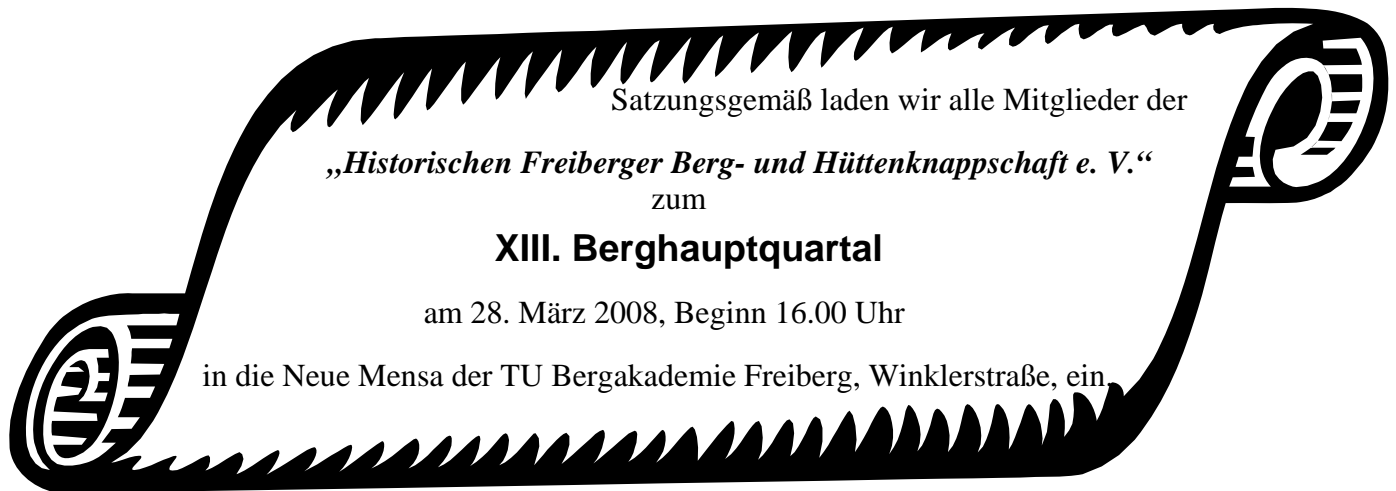 Satzungsgemäß laden wir alle Mitglieder der
„Historischen Freiberger Berg- und Hüttenknappschaft e. V.“
zum
XIII. Berghauptquartal
am 28. März 2008, Beginn 16.00 Uhr
in die Neue Mensa der TU Bergakademie Freiberg, Winklerstraße, ein.